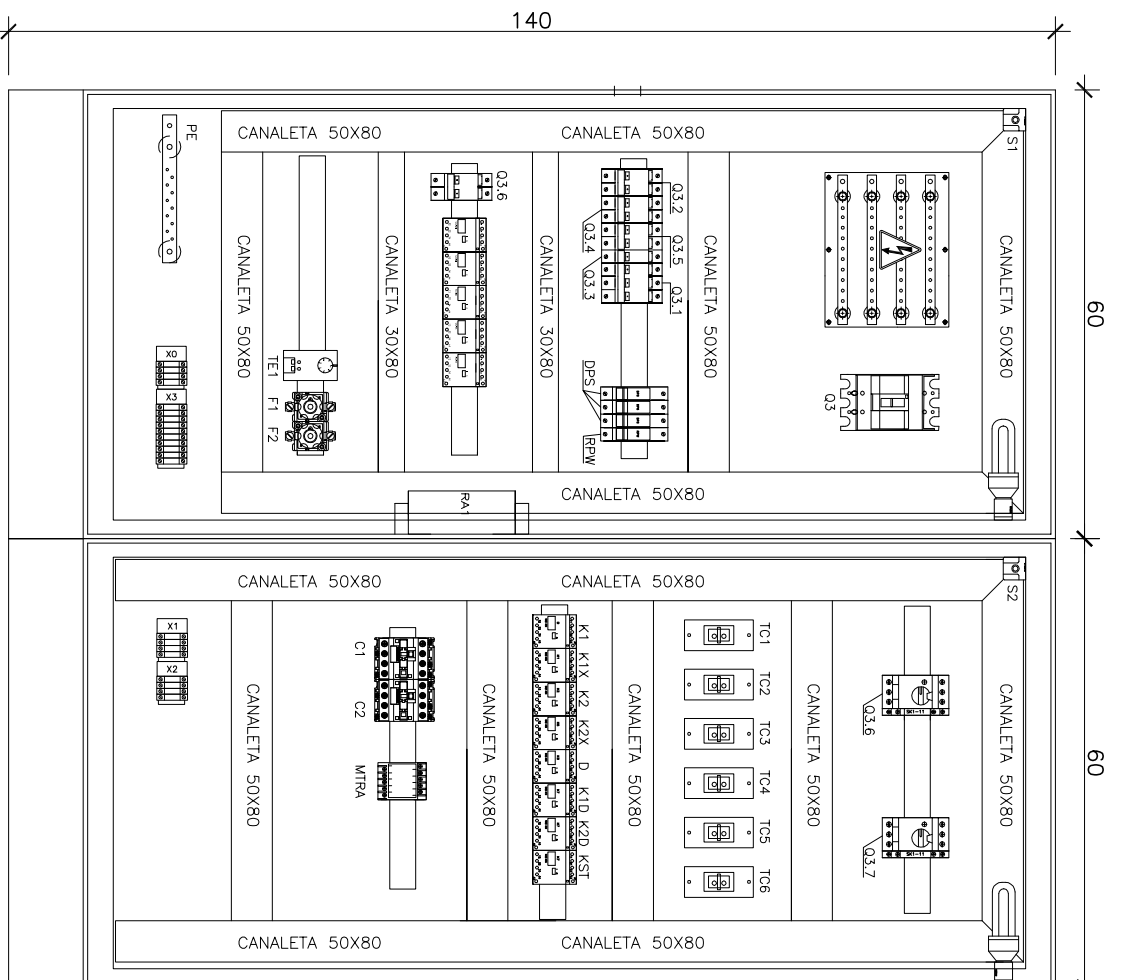 140
60
60
CANALETA 50X80
CANALETA 50X80
S1
PE
Q3.6
Q3.2
Q3.4
Q3.5
Q3.3
Q3.1
CANALETA 50X80
CANALETA 30X80
CANALETA 30X80
CANALETA 50X80
CANALETA 50X80
X0
X3
TE1
F1
F2
DPS
RPW
Q3
RA1
CANALETA 50X80
CANALETA 50X80
CANALETA 50X80
S2
X1
X2
C1
C2
MTRA
K1
K1X
K2
K2X
D
K1D
K2D
KST
TC1
TC2
TC3
TC4
TC5
TC6
Q3.6
SK1-11
Q3.7
SK1-11
CANALETA 50X80
CANALETA 50X80
CANALETA 50X80
CANALETA 50X80
CANALETA 50X80
CANALETA 50X80
CANALETA 50X80